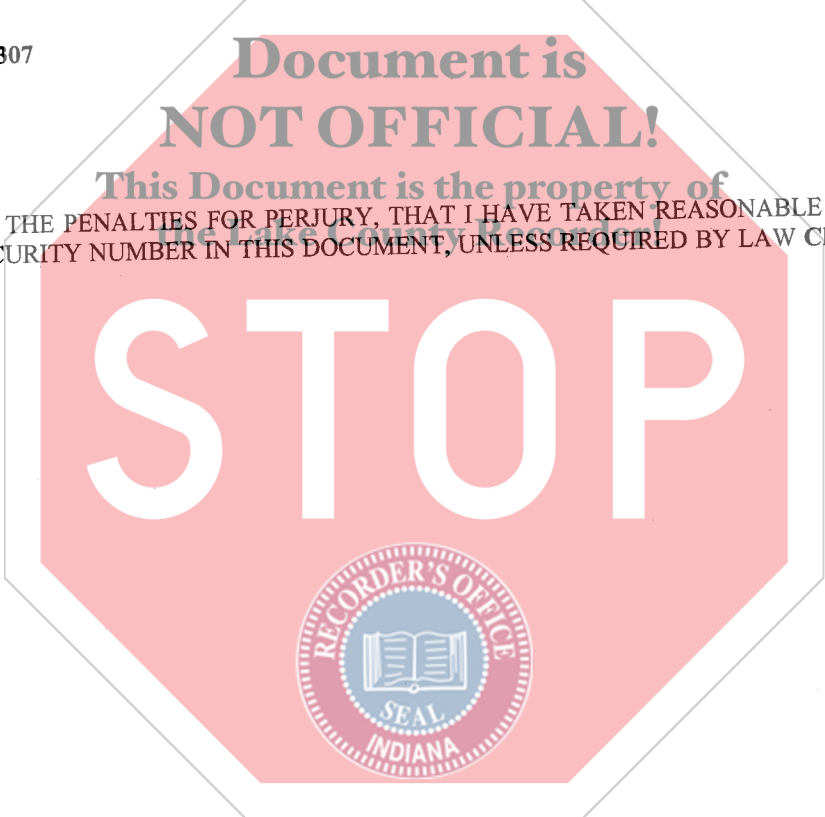 307
Document is
NOT OFFICIAL!
This Document is the property of
THE PENALTIES FOR PERJURY, THAT I HAVE TAKEN REASONABLE
the Lake County Recorder!
CURITY NUMBER IN THIS DOCUMENT, UNLESS REQUIRED BY LAW
STOP
RECORDER'S OFFICE
SEAL
INDIANA